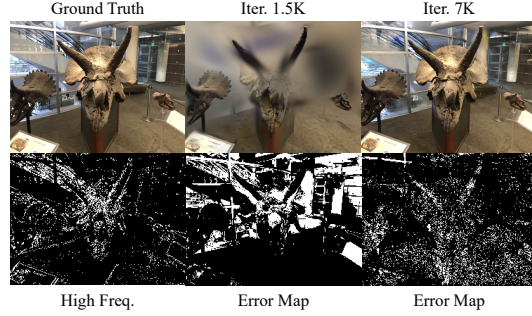 Ground Truth
Iter. 1.5K
Iter. 7K
High Freq.
Error Map
Error Map